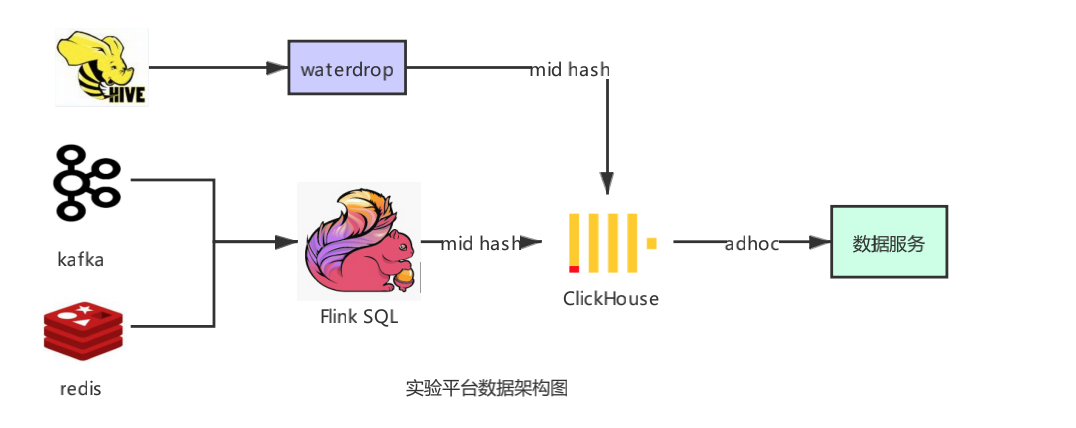 HIVE
waterdrop
mid hash
kafka
mid hash
adhoc
数据服务
ClickHouse
Flink SQL
redis
实验平台数据架构图